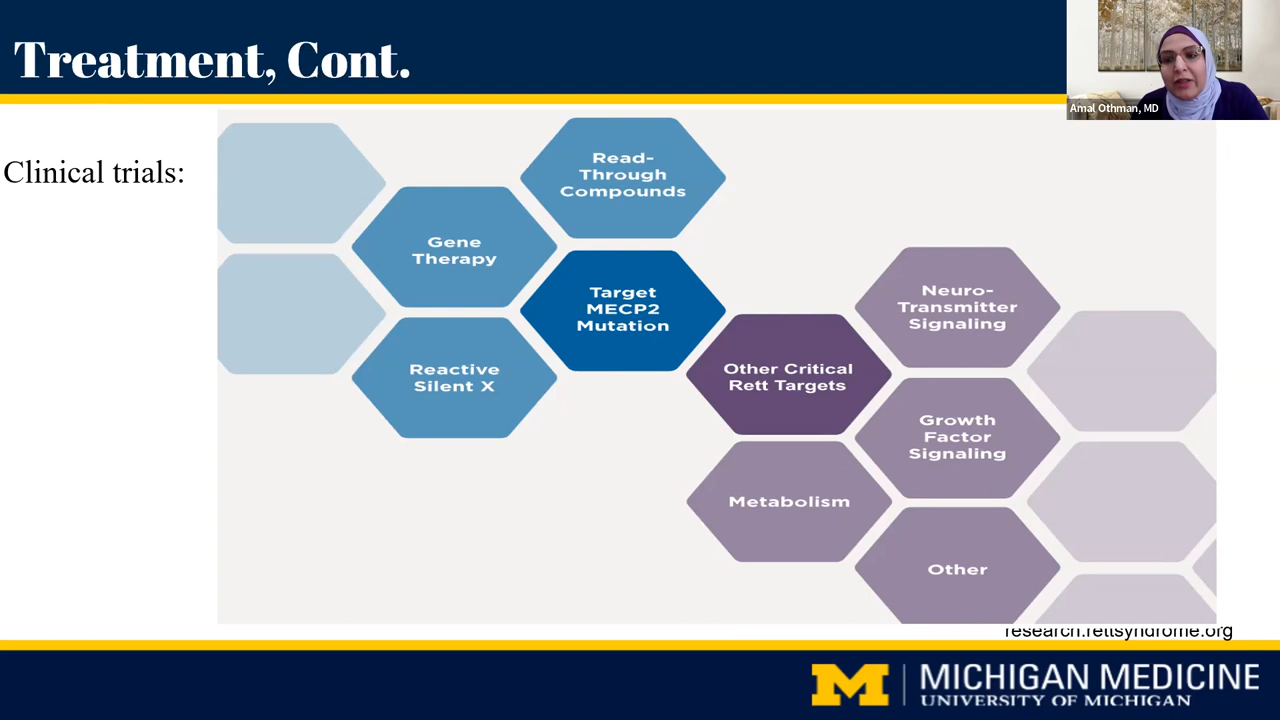 Treatment, Cont.
Amal Othman, MD
Clinical trials:
Read-
Through
Compounds
Gene
Therapy
Target
MECP2
Mutation
Reactive
Silent X
Neuro-
Transmitter
Signaling
Other Critical
Rett Targets
Growth
Factor
Signaling
Metabolism
Other
research.rettsyndrome.org
M
MICHIGAN MEDICINE
UNIVERSITY OF MICHIGAN